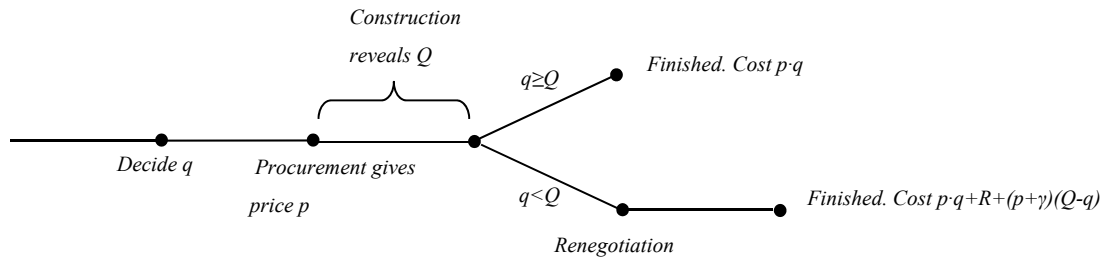 Construction
reveals Q
q≥Q
Finished. Cost p·q
Decide q
Procurement gives
price p
q<Q
Finished. Cost p·q+R+(p+γ)(Q-q)
Renegotiation